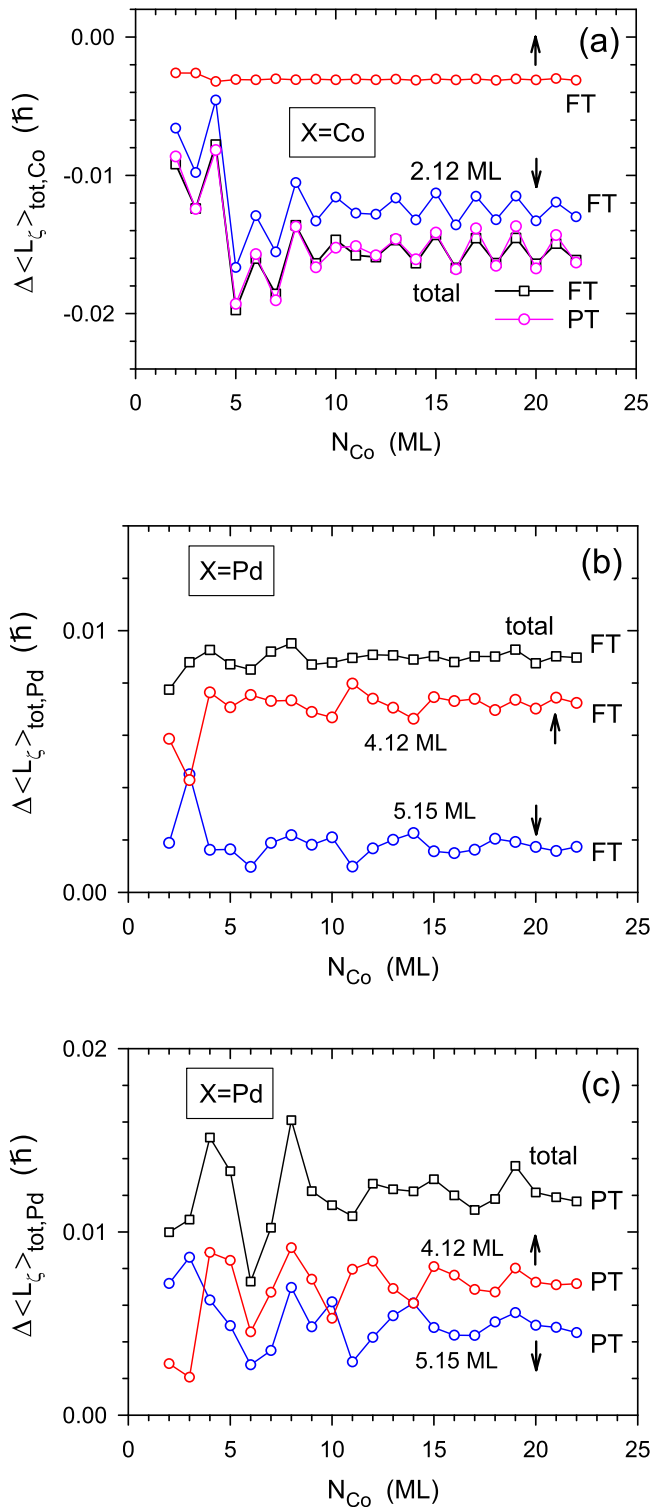 (a)
0.00
-0.01
-0.02
Δ<L_ζ>_tot,Co (ħ)
X=Co
FT
2.12 ML
FT
total
FT
PT
0 5 10 15 20 25
N_Co (ML)
(b)
X=Pd
0.01
0.00
Δ<L_ζ>_tot,Pd (ħ)
total
FT
FT
4.12 ML
5.15 ML
FT
0 5 10 15 20 25
N_Co (ML)
(c)
0.02
0.01
0.00
Δ<L_ζ>_tot,Pd (ħ)
X=Pd
total
PT
4.12 ML
PT
PT
5.15 ML
0 5 10 15 20 25
N_Co (ML)